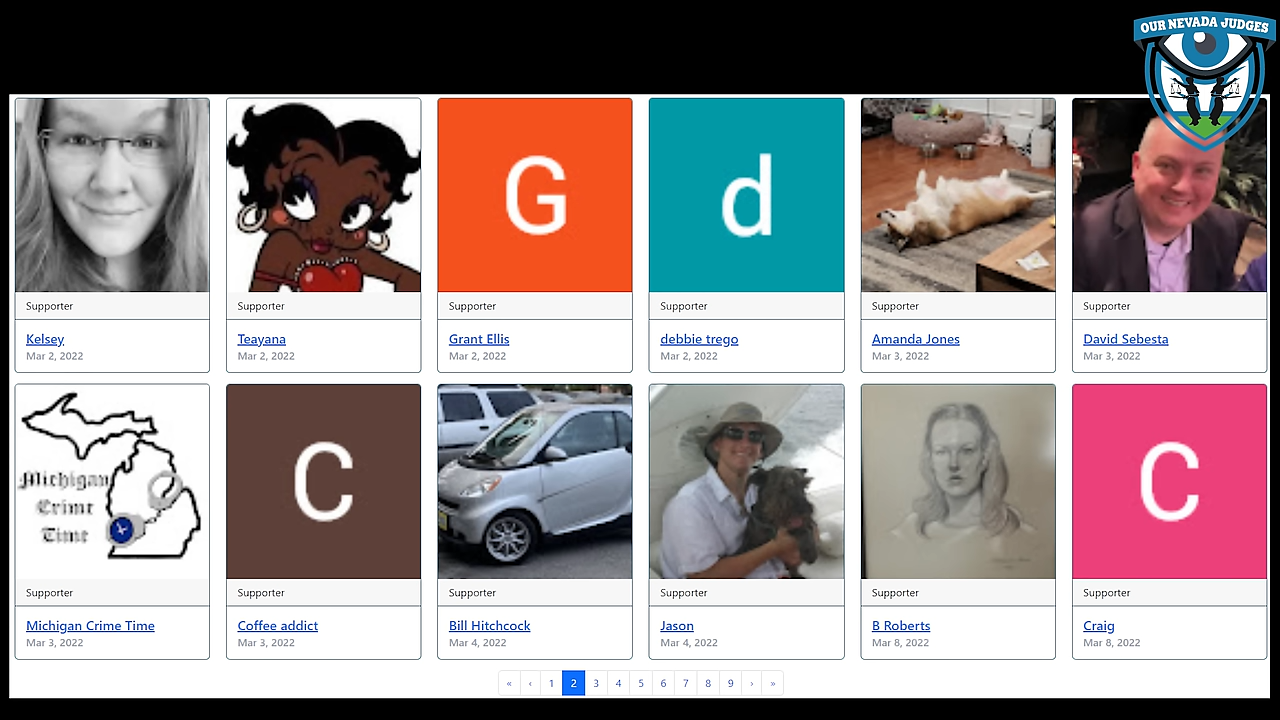 OUR NEVADA JUDGES
G
d
Supporter
Supporter
Supporter
Supporter
Supporter
Supporter
Kelsey
Teayana
Grant Ellis
debbie trego
Amanda Jones
David Sebesta
Mar 2, 2022
Mar 2, 2022
Mar 2, 2022
Mar 2, 2022
Mar 3, 2022
Mar 3, 2022
Michigan
Crime
Time
C
C
Supporter
Supporter
Supporter
Supporter
Supporter
Supporter
Michigan Crime Time
Coffee addict
Bill Hitchcock
Jason
B Roberts
Craig
Mar 3, 2022
Mar 3, 2022
Mar 4, 2022
Mar 4, 2022
Mar 8, 2022
Mar 8, 2022
« ‹ 1 2 3 4 5 6 7 8 9 › »